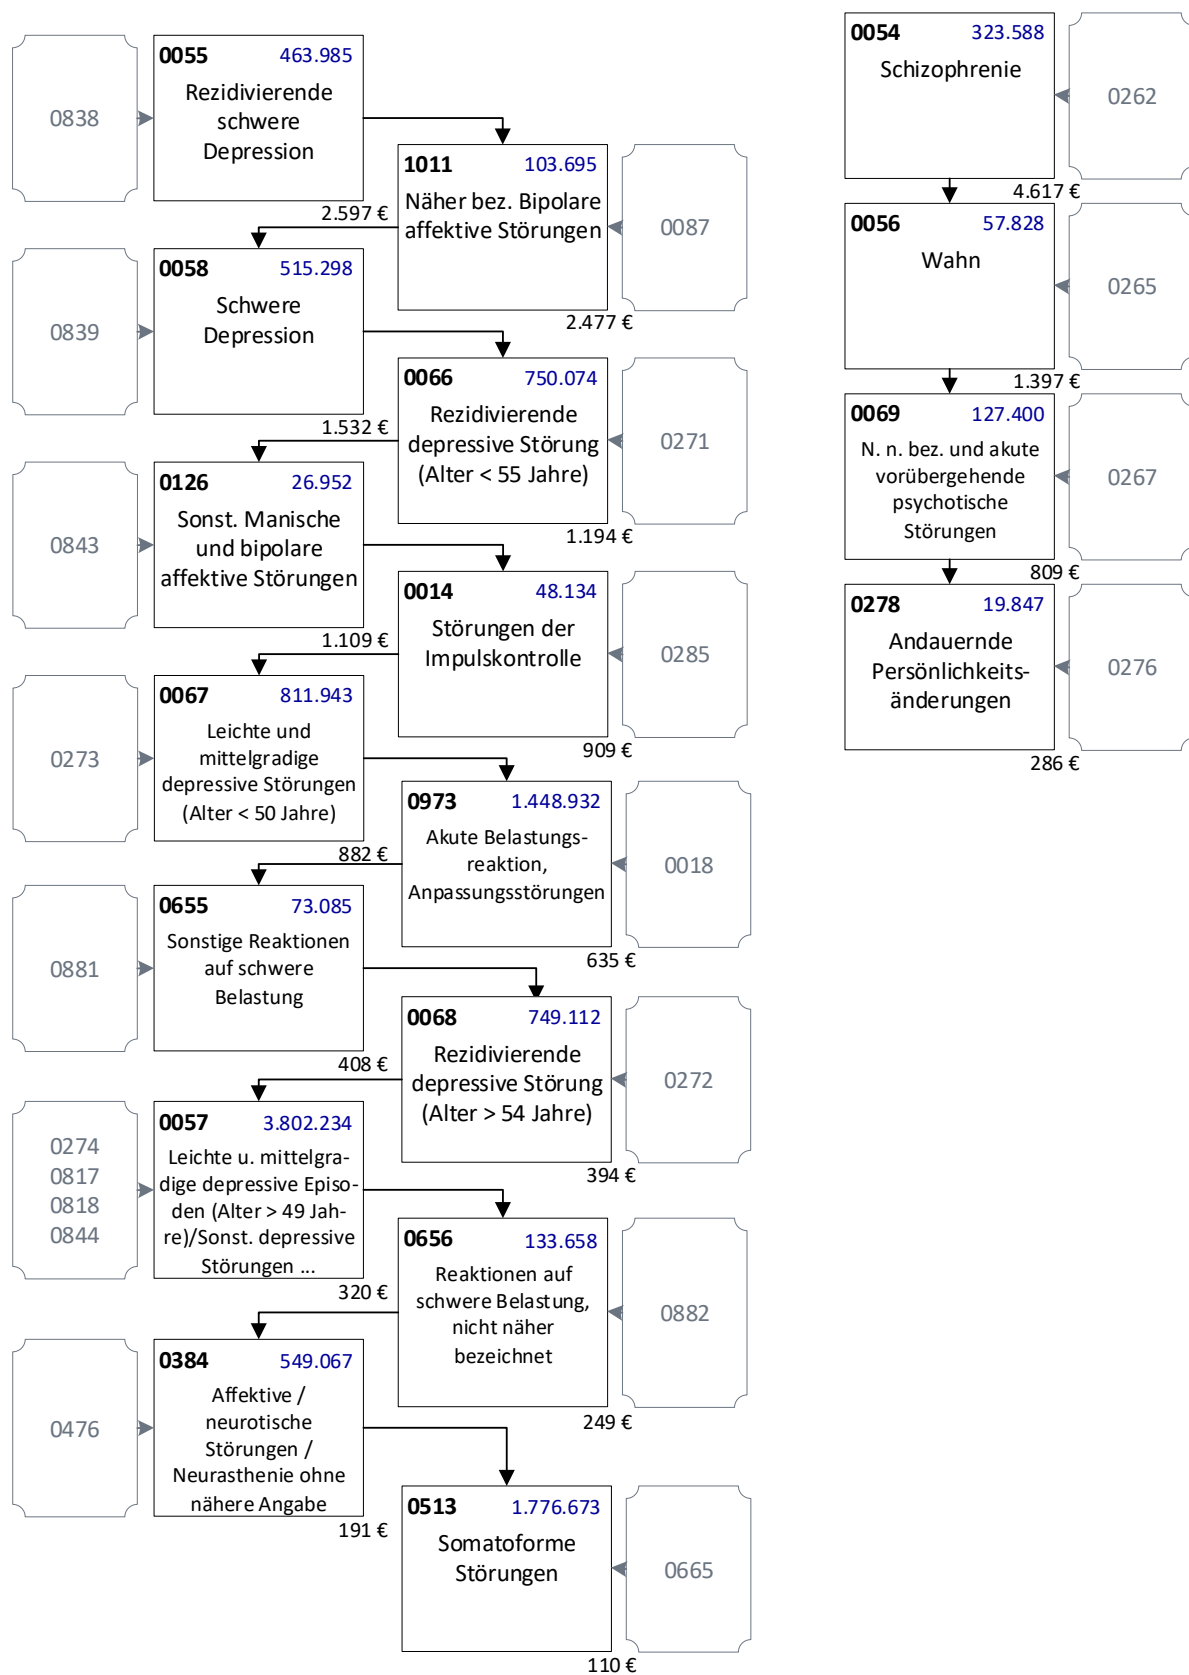 0838
0055 463.985
Rezidivierende
schwere
Depression
2.597 €
1011 103.695
Näher bez. Bipolare
affektive Störungen
2.477 €
0087
0839
0058 515.298
Schwere
Depression
1.532 €
0066 750.074
Rezidivierende
depressive Störung
(Alter < 55 Jahre)
1.194 €
0271
0843
0126 26.952
Sonst. Manische
und bipolare
affektive Störungen
1.109 €
0014 48.134
Störungen der
Impulskontrolle
909 €
0285
0273
0067 811.943
Leichte und
mittelgradige
depressive Störungen
(Alter < 50 Jahre)
882 €
0973 1.448.932
Akute Belastungs-
reaktion,
Anpassungsstörungen
635 €
0018
0881
0655 73.085
Sonstige Reaktionen
auf schwere
Belastung
408 €
0068 749.112
Rezidivierende
depressive Störung
(Alter > 54 Jahre)
394 €
0272
0274
0817
0818
0844
0057 3.802.234
Leichte u. mittelgra-
dige depressive Episo-
den (Alter > 49 Jah-
re)/Sonst. depressive
Störungen ...
320 €
0656 133.658
Reaktionen auf
schwere Belastung,
nicht näher
bezeichnet
249 €
0882
0476
0384 549.067
Affektive /
neurotische
Störungen /
Neurasthenie ohne
nähere Angabe
191 €
0513 1.776.673
Somatoforme
Störungen
110 €
0665
0054 323.588
Schizophrenie
4.617 €
0262
0056 57.828
Wahn
1.397 €
0265
0069 127.400
N. n. bez. und akute
vorübergehende
psychotische
Störungen
809 €
0267
0278 19.847
Andauernde
Persönlichkeits-
änderungen
286 €
0276